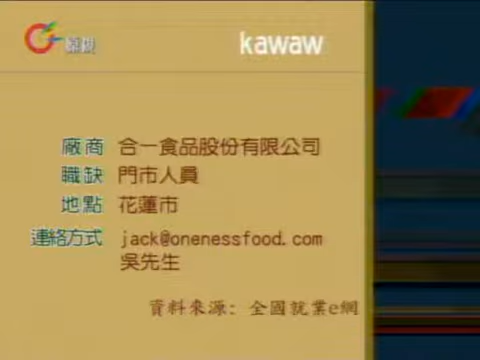 原視
kawaw
廠商 合一食品股份有限公司
職缺 門市人員
地點 花蓮市
連絡方式 jack@onenessfood.com
吳先生
資料來源: 全國就業e網